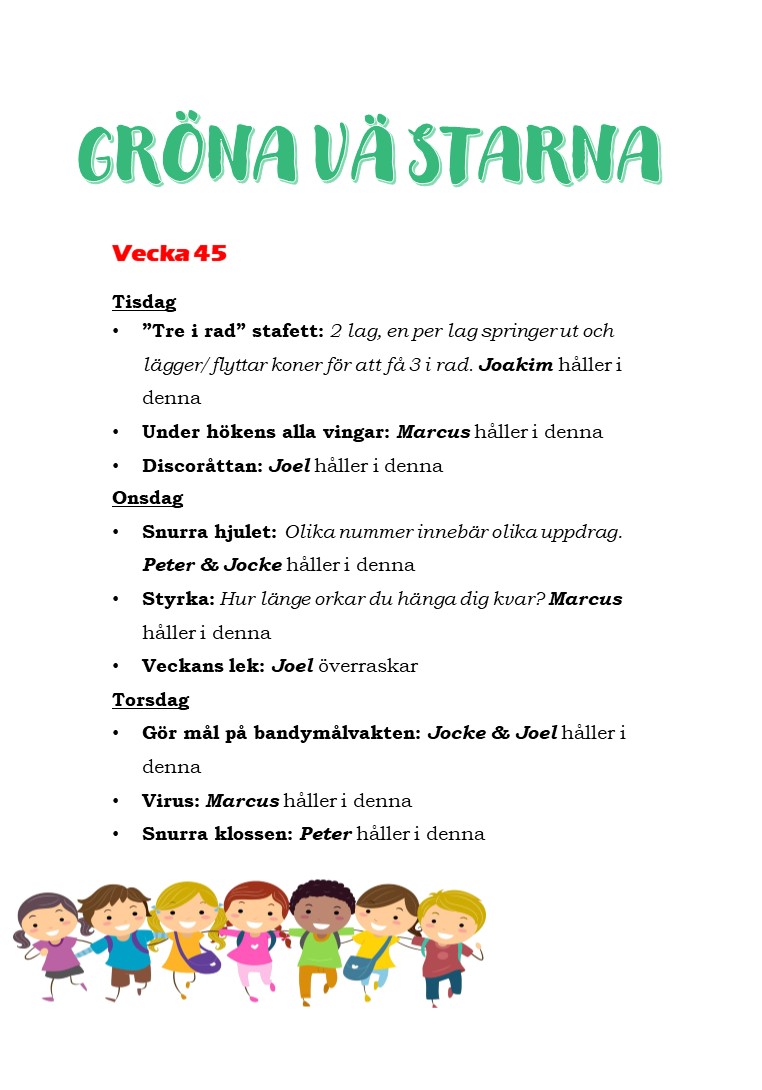 GRÖNA VÄSTARNA
Vecka 45
Tisdag
• ”Tre i rad” stafett: 2 lag, en per lag springer ut och
lägger/flyttar koner för att få 3 i rad. Joakim håller i
denna
• Under hökens alla vingar: Marcus håller i denna
• Discoråttan: Joel håller i denna
Onsdag
• Snurra hjulet: Olika nummer innebär olika uppdrag.
Peter & Jocke håller i denna
• Styrka: Hur länge orkar du hänga dig kvar? Marcus
håller i denna
• Veckans lek: Joel överraskar
Torsdag
• Gör mål på bandymålvakten: Jocke & Joel håller i
denna
• Virus: Marcus håller i denna
• Snurra klossen: Peter håller i denna